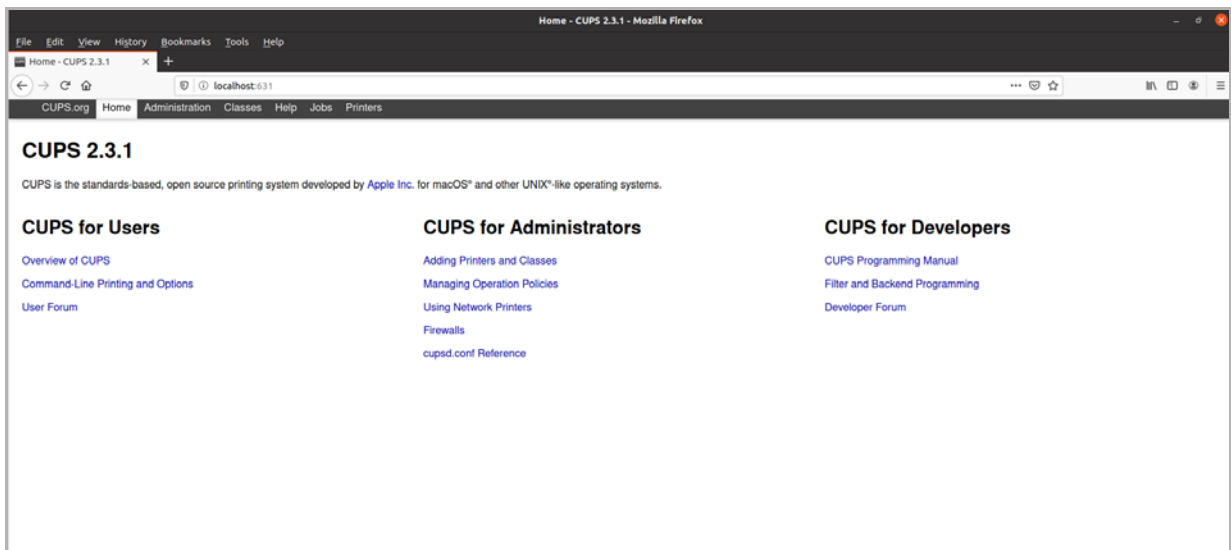 Home - CUPS 2.3.1 - Mozilla Firefox
File Edit View History Bookmarks Tools Help
Home - CUPS 2.3.1
localhost:631
CUPS.org Home Administration Classes Help Jobs Printers
CUPS 2.3.1
CUPS is the standards-based, open source printing system developed by Apple Inc. for macOS® and other UNIX®-like operating systems.
CUPS for Users
Overview of CUPS
Command-Line Printing and Options
User Forum
CUPS for Administrators
Adding Printers and Classes
Managing Operation Policies
Using Network Printers
Firewalls
cupsd.conf Reference
CUPS for Developers
CUPS Programming Manual
Filter and Backend Programming
Developer Forum